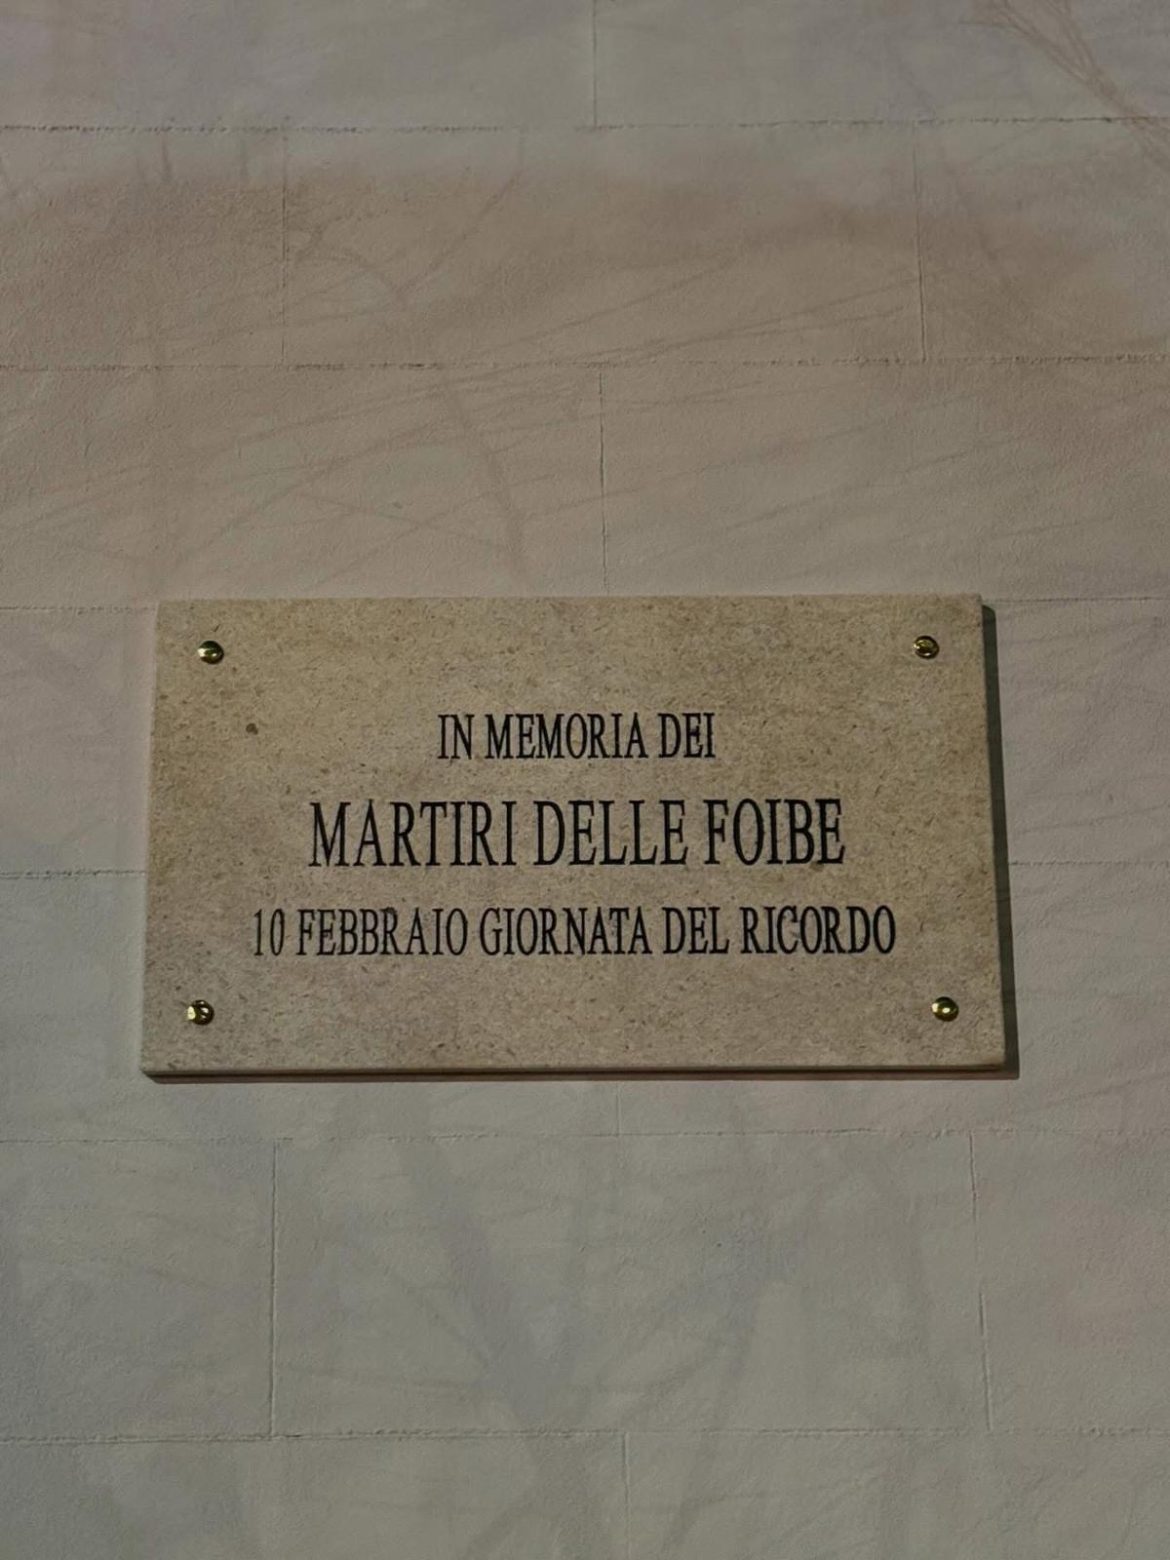 IN MEMORIA DEI
MARTIRI DELLE FOIBE
10 FEBBRAIO GIORNATA DEL RICORDO